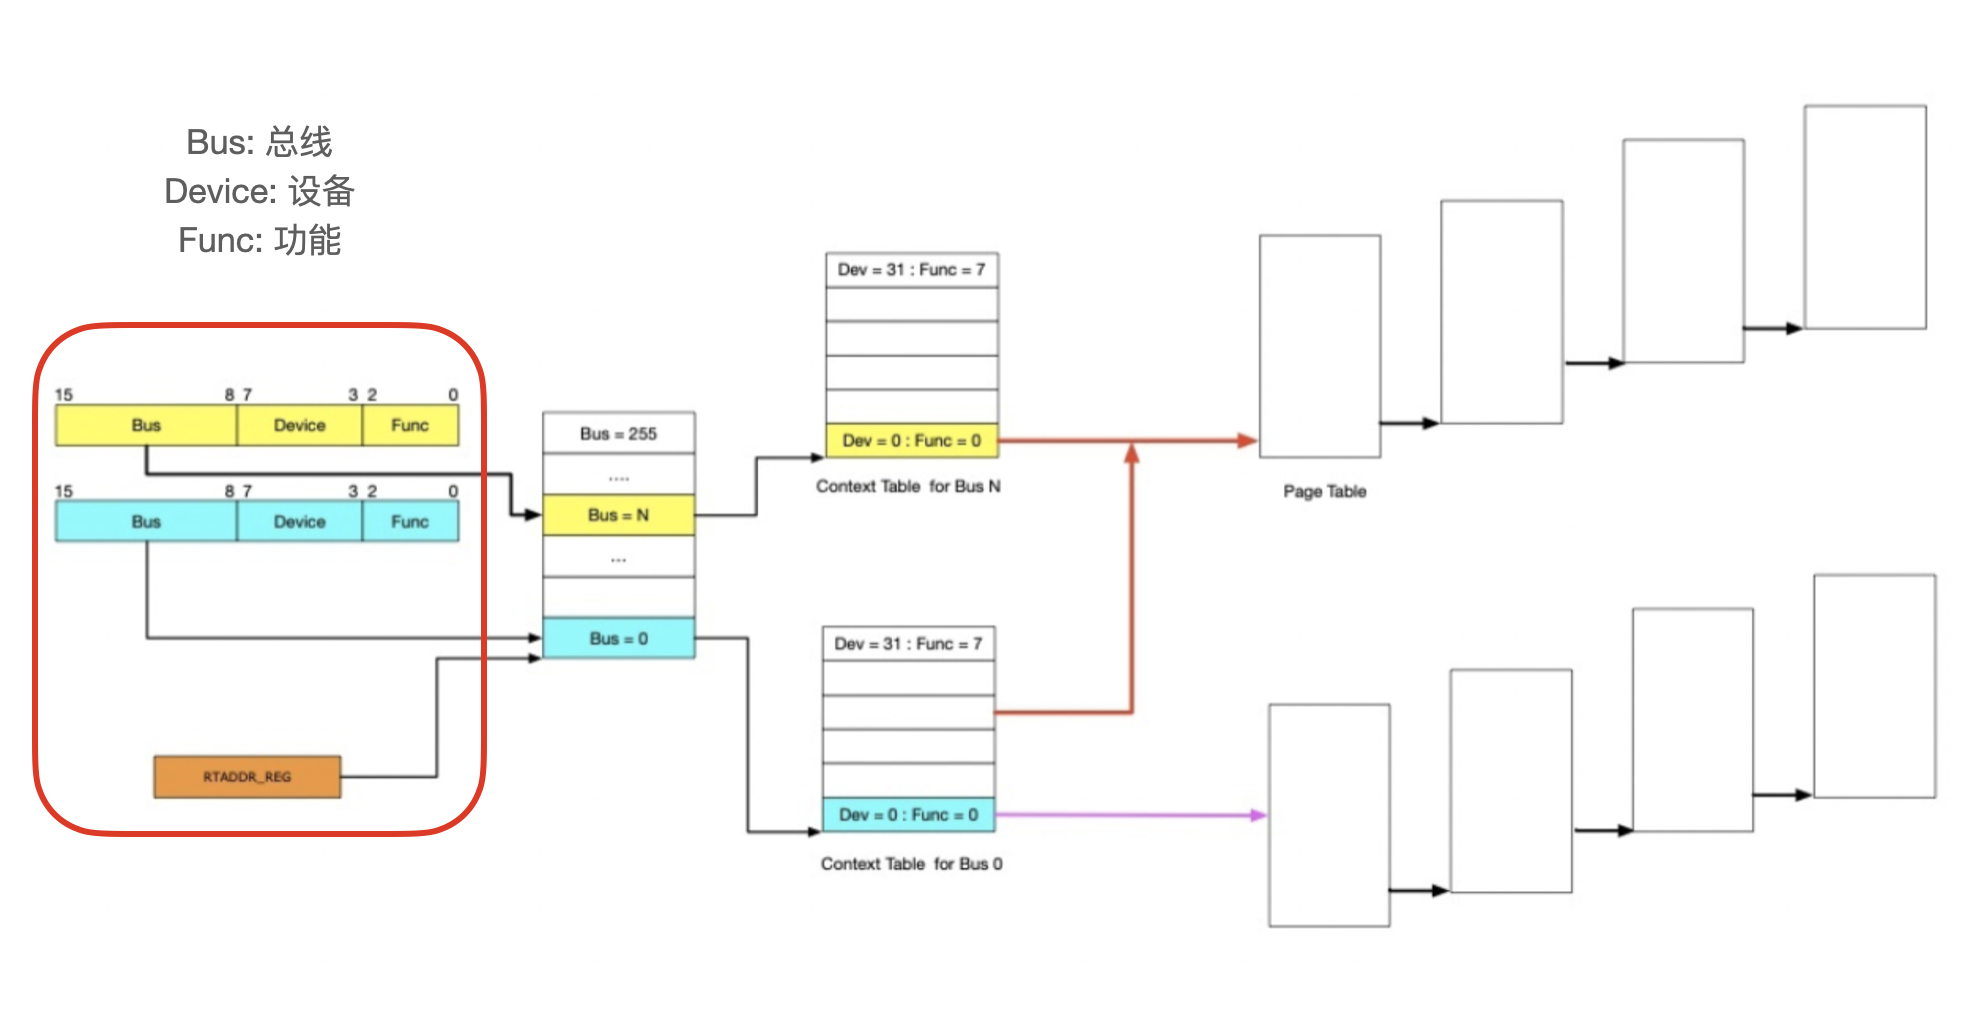 Bus: 总线
Device: 设备
Func: 功能
15 8 7 3 2 0
Bus Device Func
15 8 7 3 2 0
Bus Device Func
RTADDR_REG
Bus = 255
....
Bus = N
...
Bus = 0
Dev = 31 : Func = 7
Dev = 0 : Func = 0
Context Table for Bus N
Dev = 31 : Func = 7
Dev = 0 : Func = 0
Context Table for Bus 0
Page Table